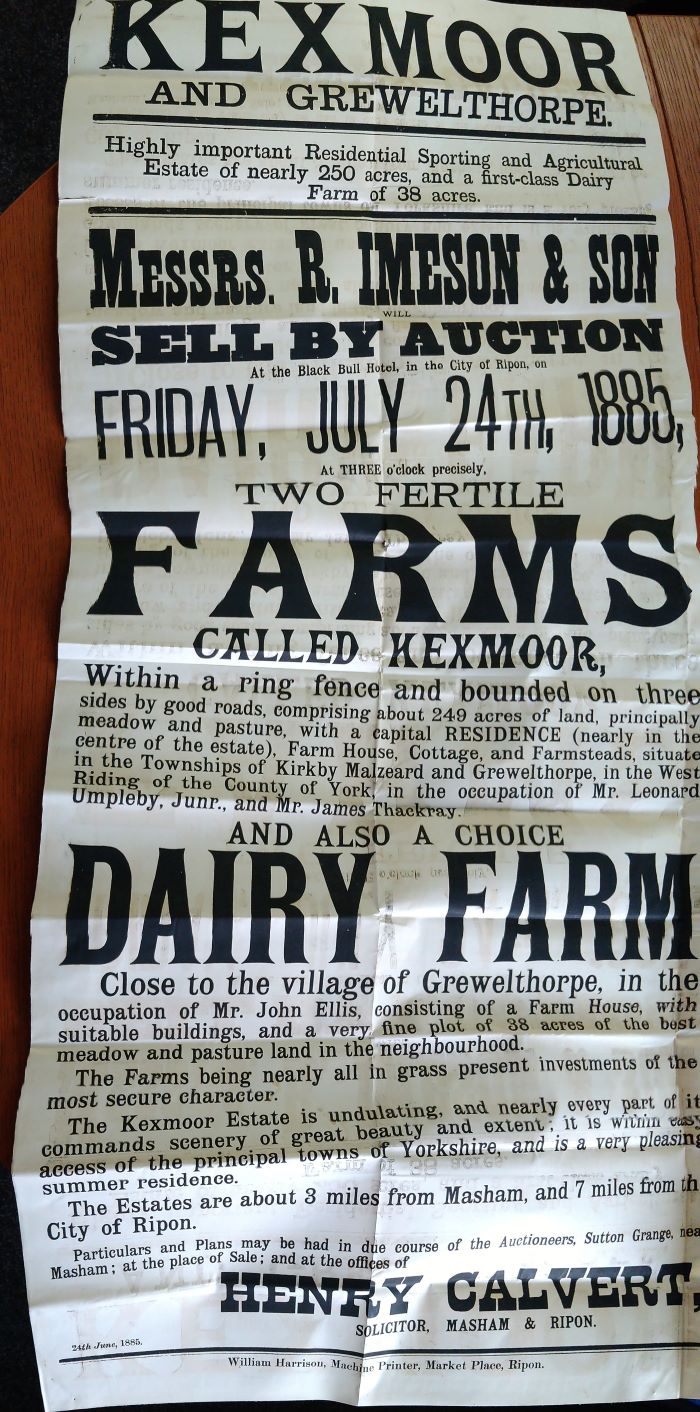 KEXMOOR
AND GREWELTHORPE.
Highly important Residential Sporting and Agricultural
Estate of nearly 250 acres, and a first-class Dairy
Farm of 38 acres.
MESSRS. R. IMESON & SON
WILL
SELL BY AUCTION
At the Black Bull Hotel, in the City of Ripon, on
FRIDAY, JULY 24TH, 1885,
At THREE o'clock precisely,
TWO FERTILE
FARMS
CALLED KEXMOOR,
Within a ring fence and bounded on three
sides by good roads, comprising about 249 acres of land, principally
meadow and pasture, with a capital RESIDENCE (nearly in the
centre of the estate), Farm House, Cottage, and Farmsteads, situate
in the Townships of Kirkby Malzeard and Grewelthorpe, in the West
Riding of the County of York, in the occupation of Mr. Leonard
Umpleby, Junr., and Mr. James Thackray.
AND ALSO A CHOICE
DAIRY FARM
Close to the village of Grewelthorpe, in the
occupation of Mr. John Ellis, consisting of a Farm House, with
suitable buildings, and a very fine plot of 38 acres of the best
meadow and pasture land in the neighbourhood.
The Farms being nearly all in grass present investments of the
most secure character.
The Kexmoor Estate is undulating, and nearly every part of it
commands scenery of great beauty and extent; it is within easy
access of the principal towns of Yorkshire, and is a very pleasing
summer residence.
The Estates are about 3 miles from Masham, and 7 miles from th
City of Ripon.
Particulars and Plans may be had in due course of the Auctioneers, Sutton Grange, nea
Masham; at the place of Sale; and at the offices of
HENRY CALVERT,
SOLICITOR, MASHAM & RIPON.
24th June, 1885.
William Harrison, Machine Printer, Market Place, Ripon.